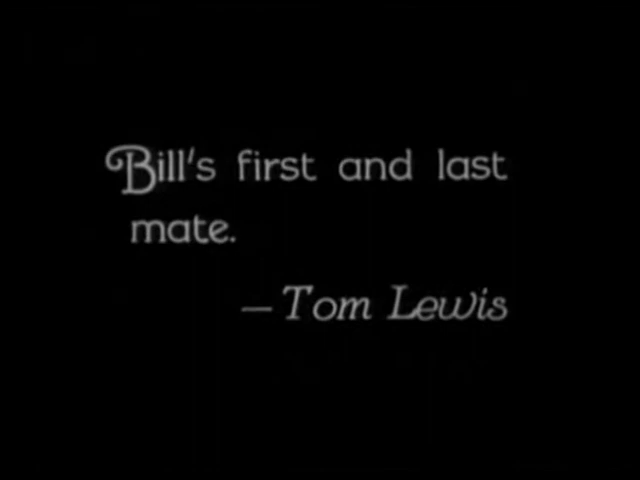 Bill's first and last
mate.
—Tom Lewis